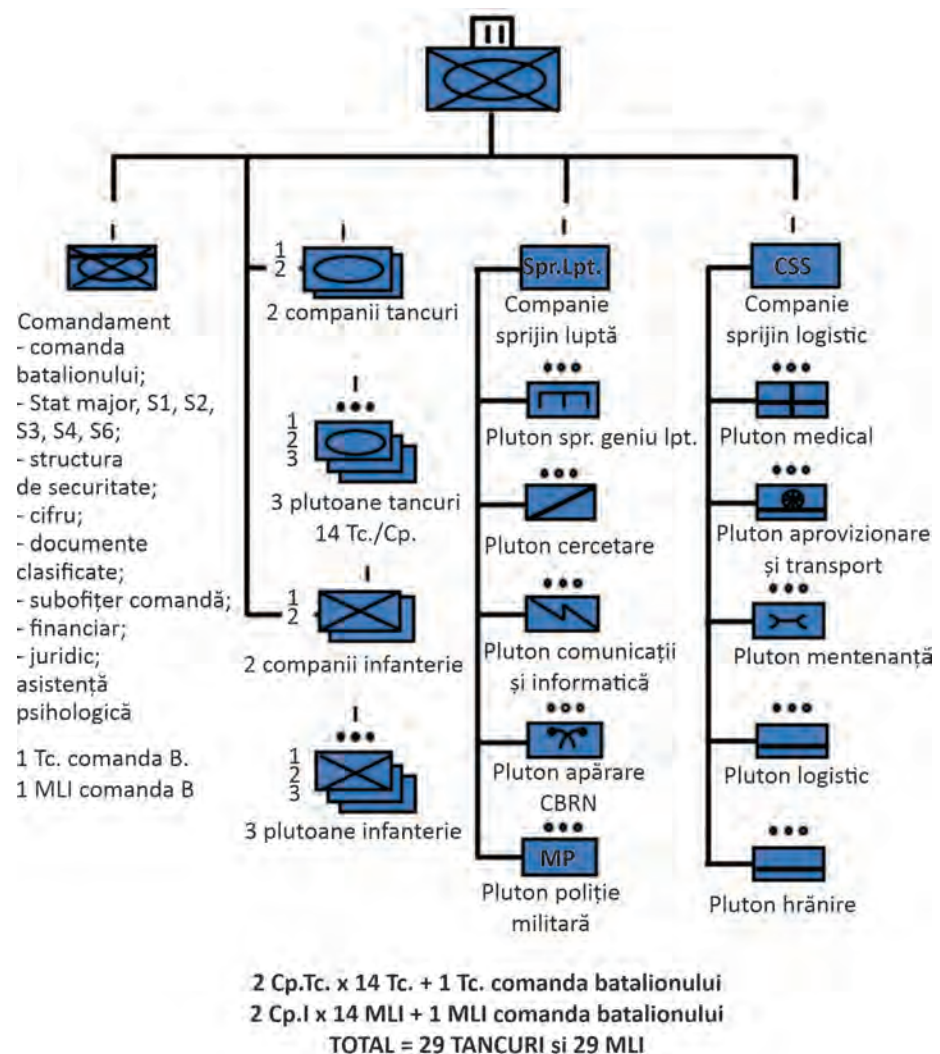 Comandament
- comanda
batalionului;
- Stat major, S1, S2,
S3, S4, S6;
- structura
de securitate;
- cifru;
- documente
clasificate;
- subofițer comandă;
- financiar;
- juridic;
asistență
psihologică
1 Tc. comanda B.
1 MLI comanda B
1
2
2 companii tancuri
1
2
3
3 plutoane tancuri
14 Tc./Cp.
1
2
2 companii infanterie
1
2
3
3 plutoane infanterie
Spr.Lpt.
Companie
sprijin luptă
Pluton spr. geniu lpt.
Pluton cercetare
Pluton comunicații
și informatică
Pluton apărare
CBRN
MP
Pluton poliție
militară
CSS
Companie
sprijin logistic
Pluton medical
Pluton aprovizionare
și transport
Pluton mentenanță
Pluton logistic
Pluton hrănire
2 Cp.Tc. x 14 Tc. + 1 Tc. comanda batalionului
2 Cp.I x 14 MLI + 1 MLI comanda batalionului
TOTAL = 29 TANCURI si 29 MLI